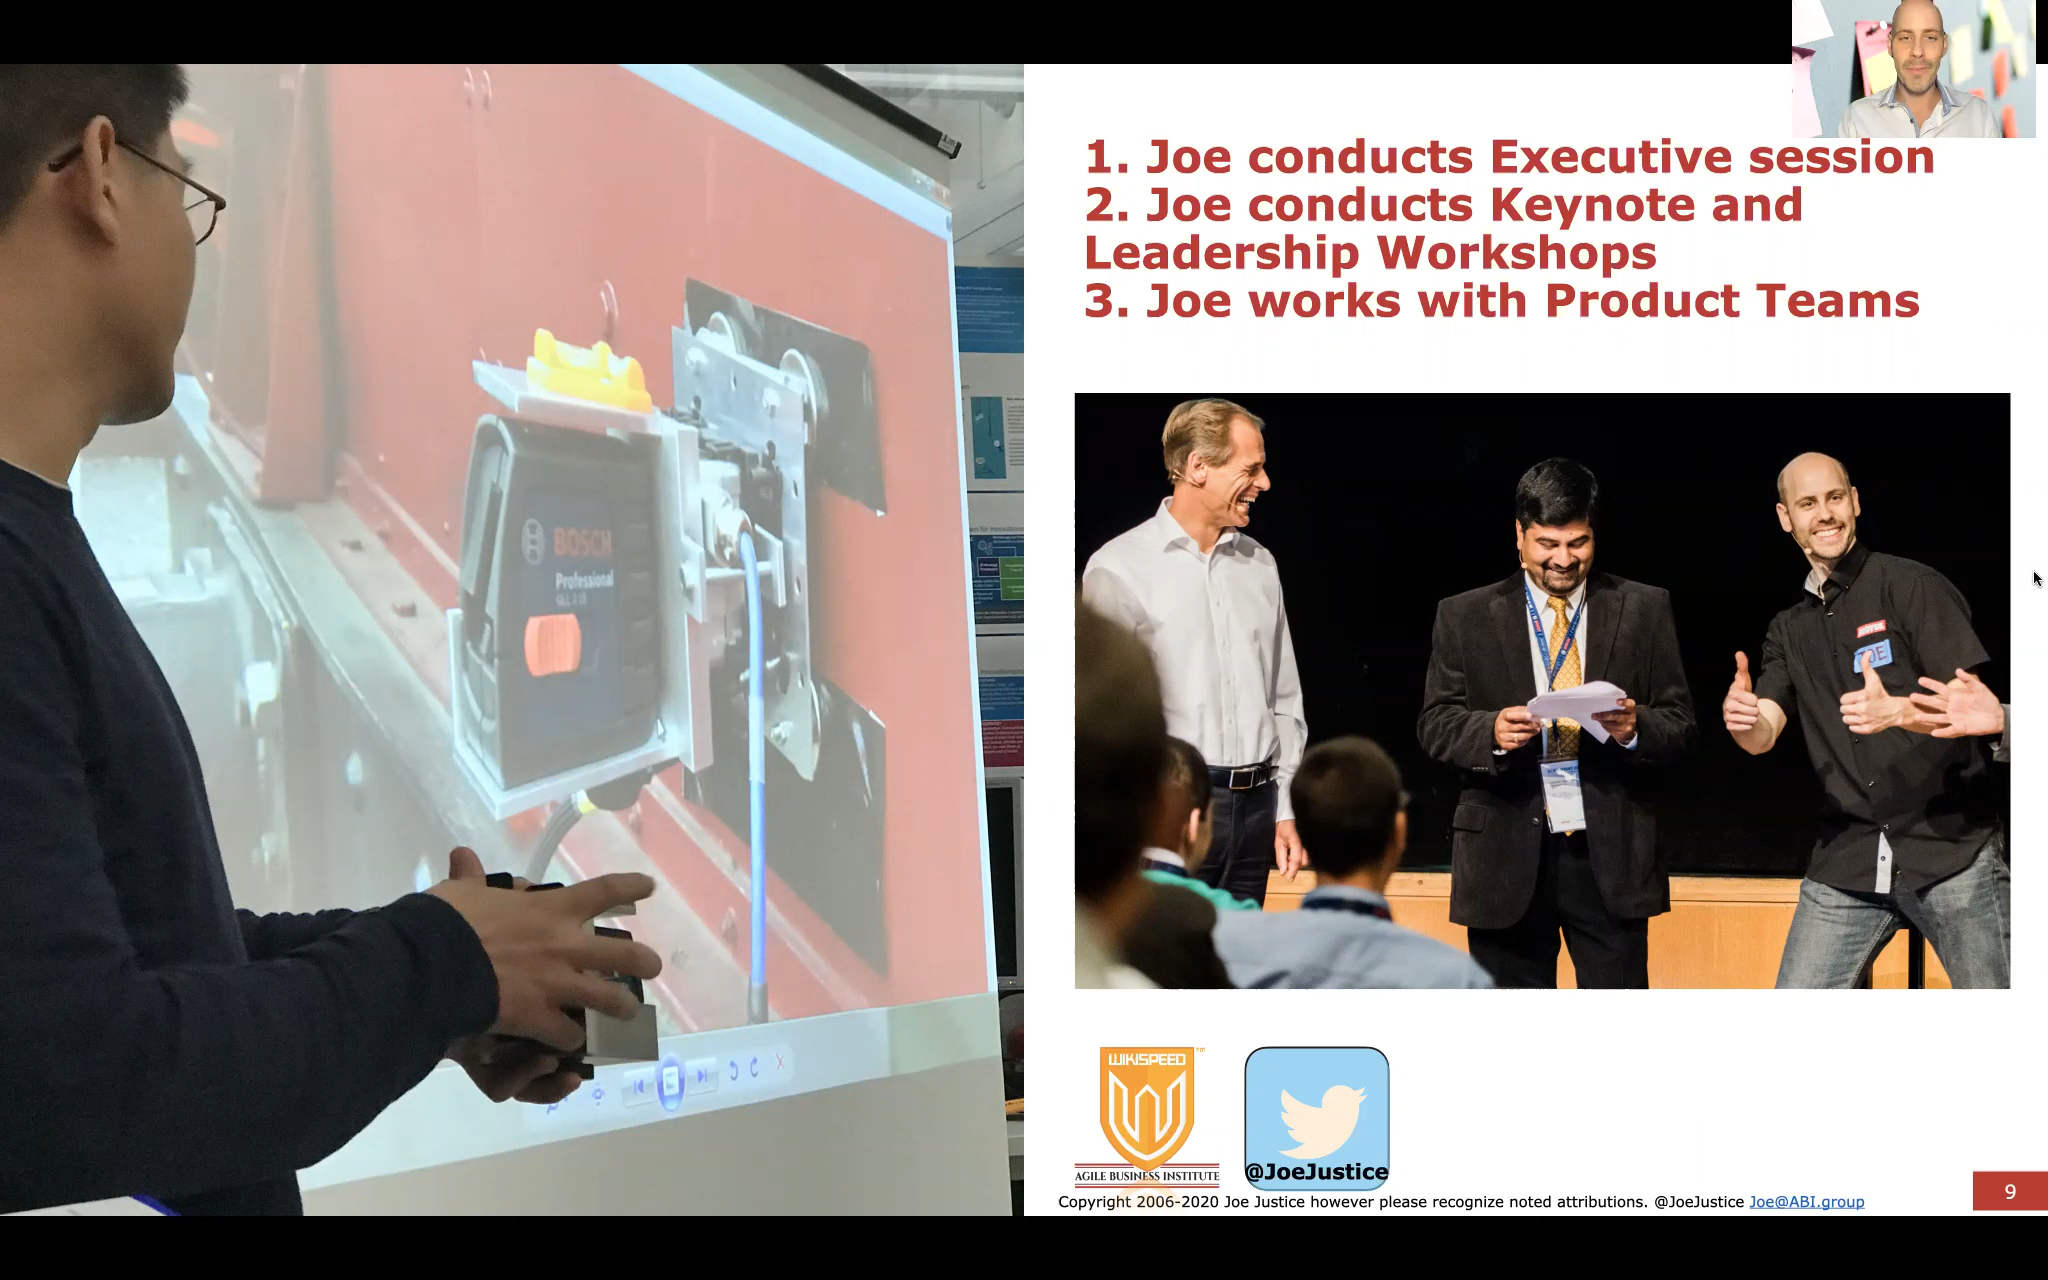 1. Joe conducts Executive session
2. Joe conducts Keynote and
Leadership Workshops
3. Joe works with Product Teams
BOSCH
Professional
JOE
WIKISPEED™
AGILE BUSINESS INSTITUTE
@JoeJustice
Copyright 2006-2020 Joe Justice however please recognize noted attributions. @JoeJustice Joe@ABI.group
9